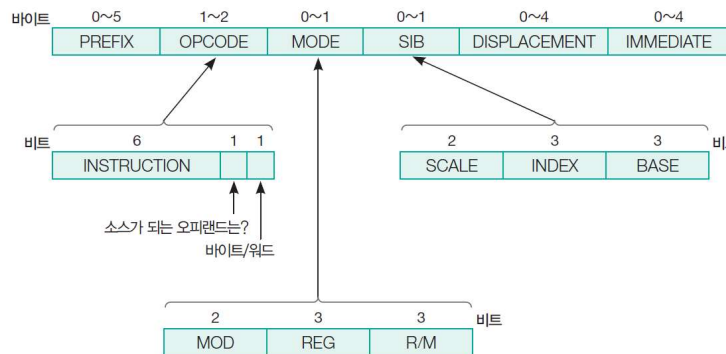 바이트 0~5 1~2 0~1 0~1 0~4 0~4
PREFIX OPCODE MODE SIB DISPLACEMENT IMMEDIATE
비트 6 1 1
INSTRUCTION
소스가 되는 오피랜드는?
바이트/워드
2 3 3
SCALE INDEX BASE
2 3 3 비트
MOD REG R/M